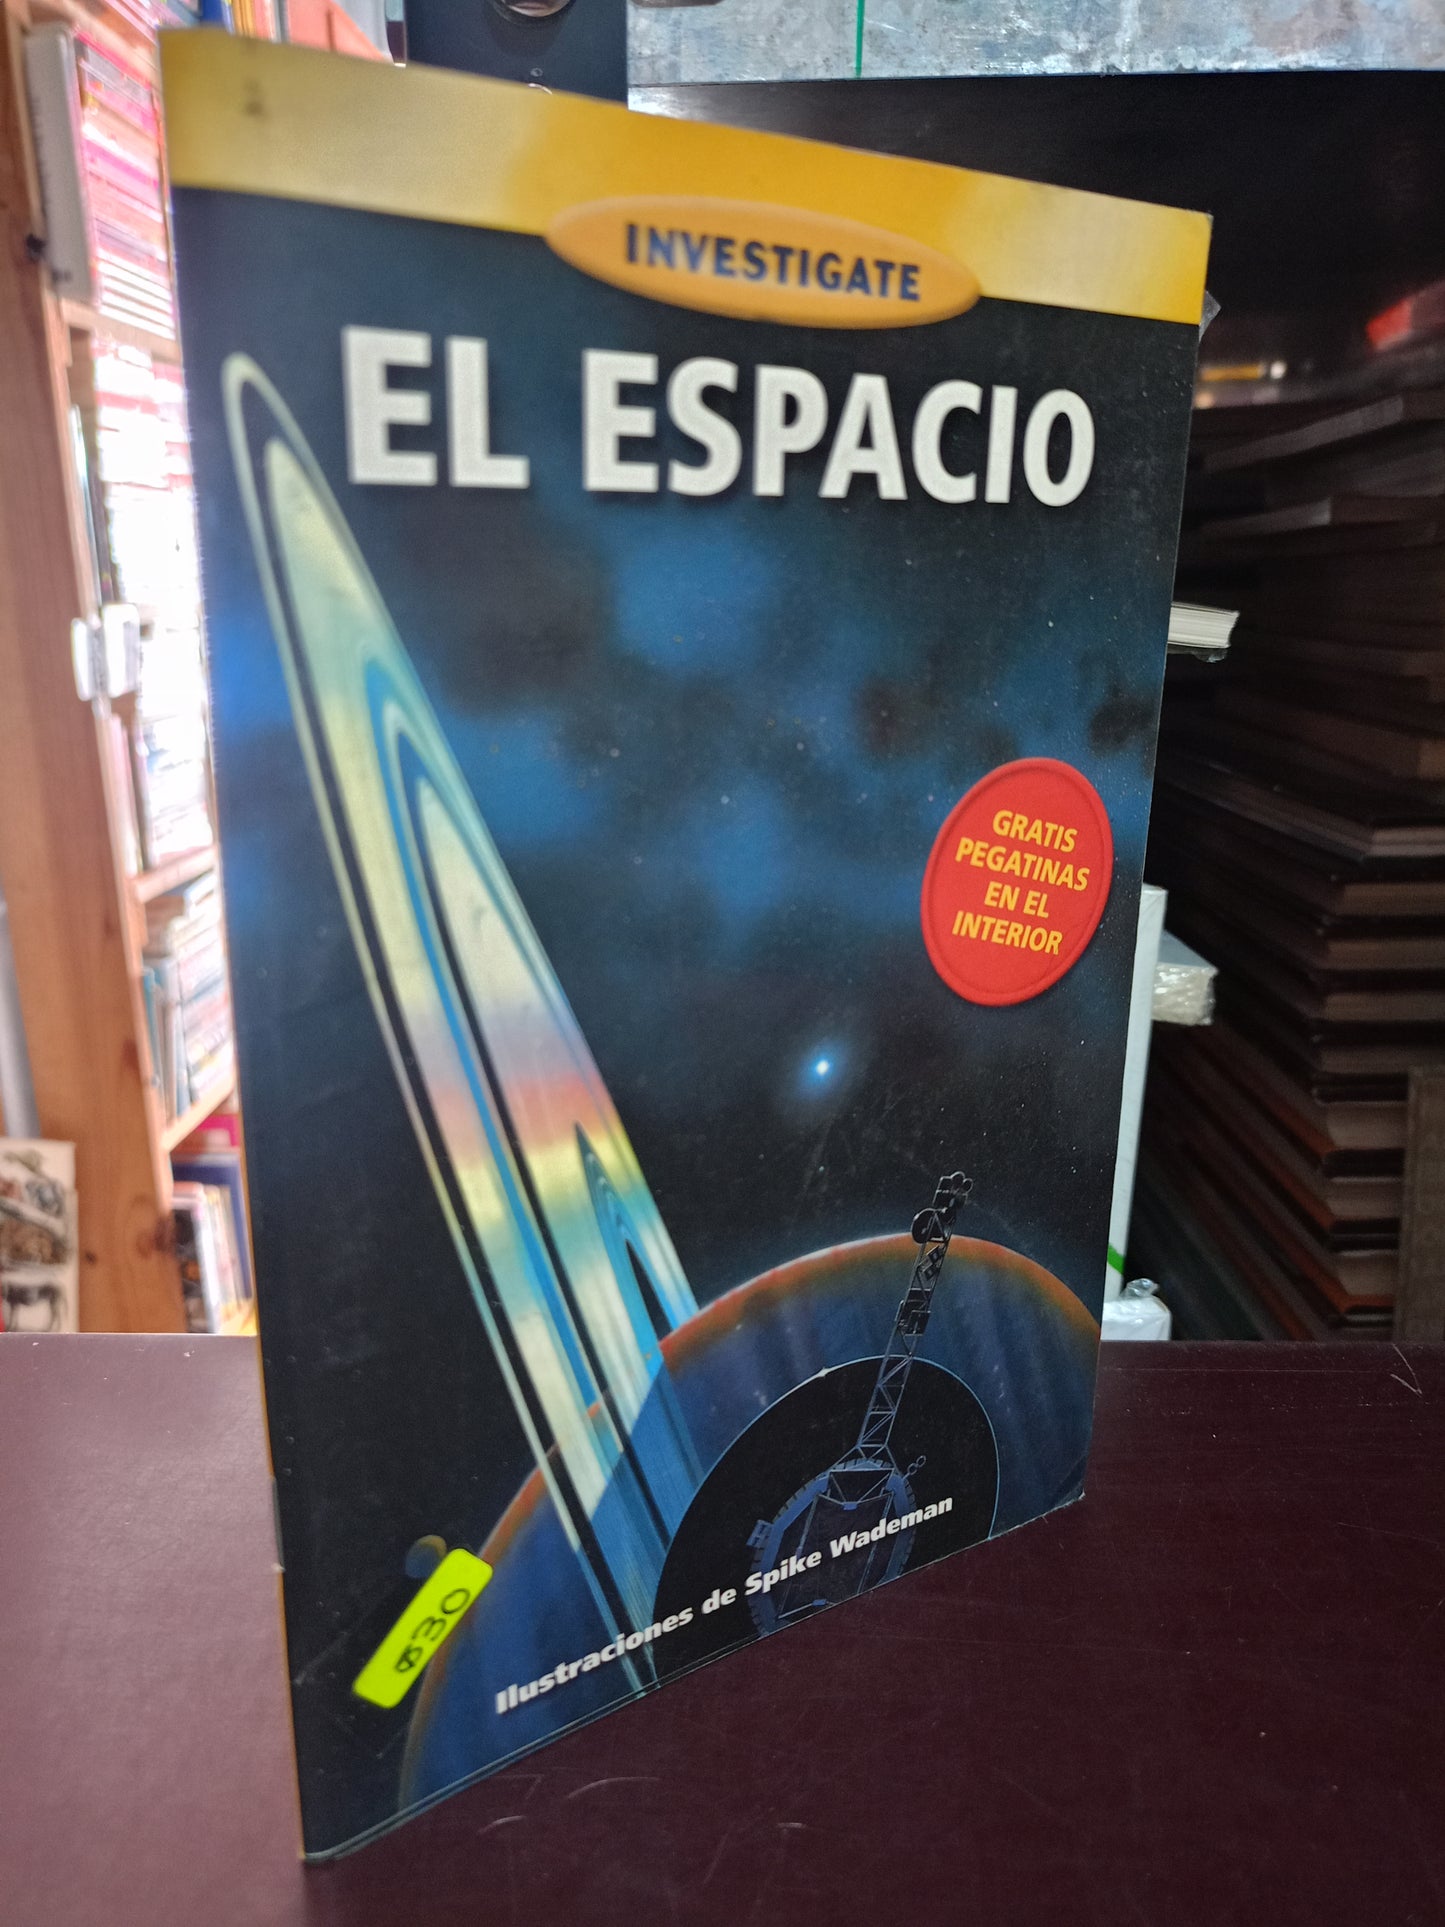 INVESTIGATE
EL ESPACIO
GRATIS
PEGATINAS
EN EL
INTERIOR
Ilustraciones de Spike Wademan
$30